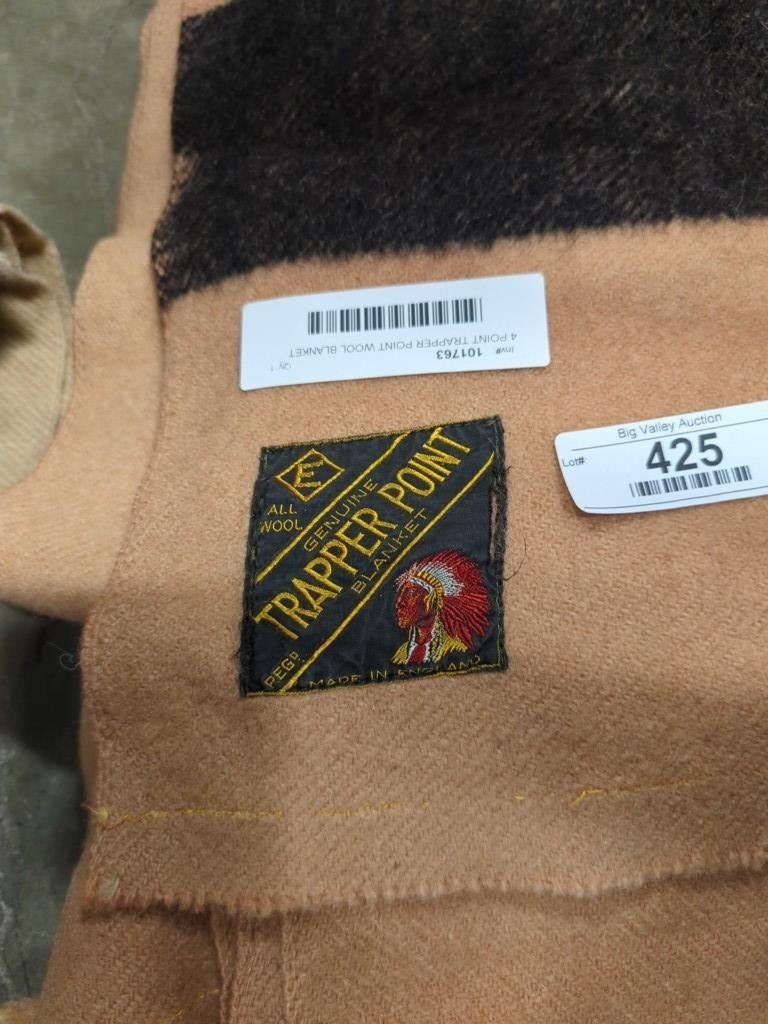 Inv# 101763
4 POINT TRAPPER POINT WOOL BLANKET
Qty 1
Big Valley Auction
Lot#: 425
E
ALL
WOOL
GENUINE
TRAPPER POINT
BLANKET
REGD.
MADE IN ENGLAND